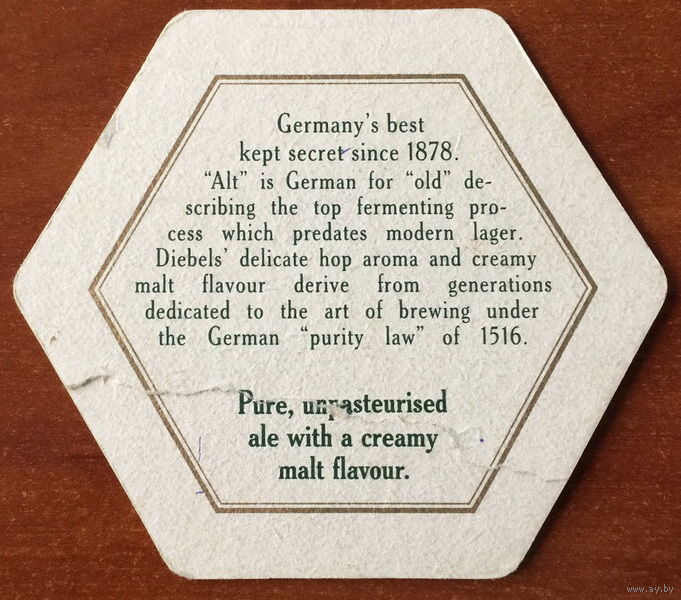 Germany's best
kept secret since 1878.
"Alt" is German for "old" de-
scribing the top fermenting pro-
cess which predates modern lager.
Diebels' delicate hop aroma and creamy
malt flavour derive from generations
dedicated to the art of brewing under
the German "purity law" of 1516.
Pure, unpasteurised
ale with a creamy
malt flavour.
www.ay.by